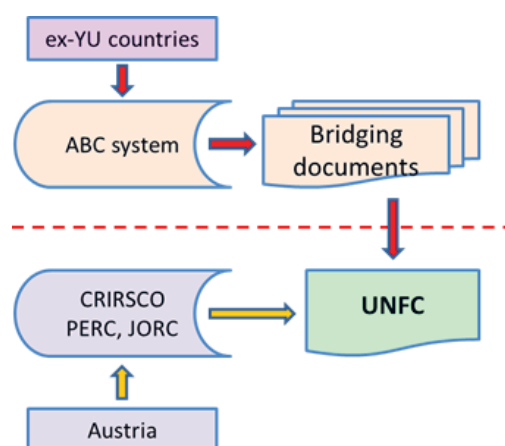 ex-YU countries
ABC system
Bridging
documents
CRIRSCO
PERC, JORC
UNFC
Austria